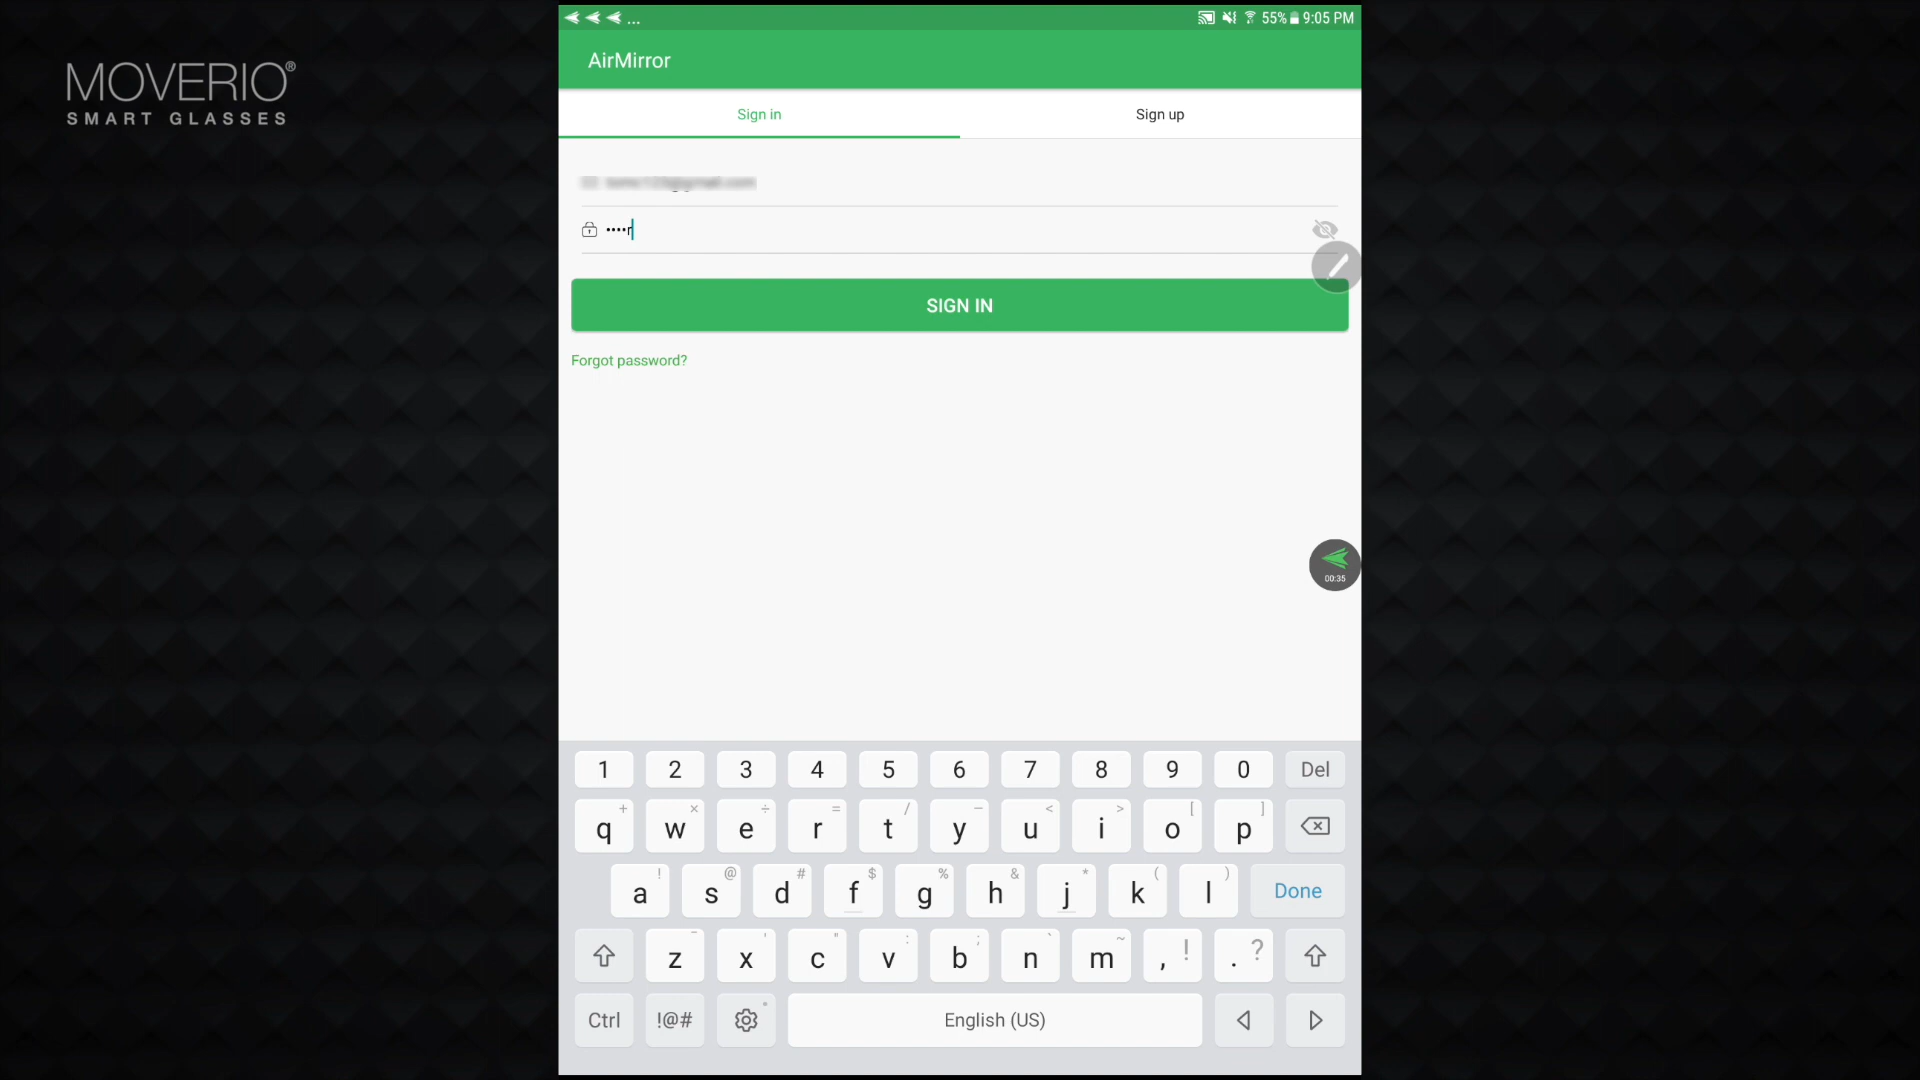 MOVERIO®
SMART GLASSES
... 55% 9:05 PM
AirMirror
Sign in Sign up
••••r
SIGN IN
Forgot password?
00:35
1 2 3 4 5 6 7 8 9 0 Del
+ × ÷ = / − < > [ ]
q w e r t y u i o p
! @ # $ % & * ( )
a s d f g h j k l Done
- ' " : ; ` ~ ! ?
z x c v b n m , .
Ctrl !@# English (US)